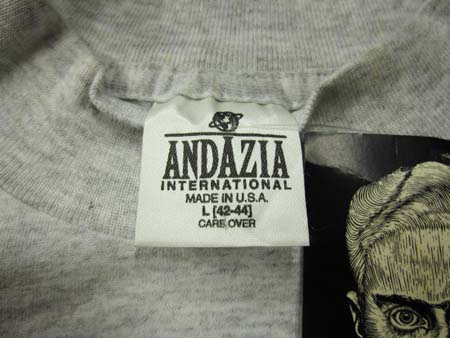 ANDAZIA
INTERNATIONAL
MADE IN U.S.A.
L [42-44]
CARE OVER